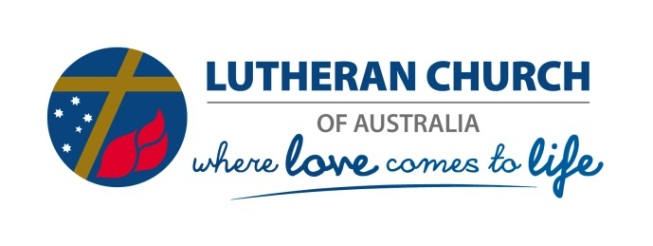 LUTHERAN CHURCH
OF AUSTRALIA
where love comes to life